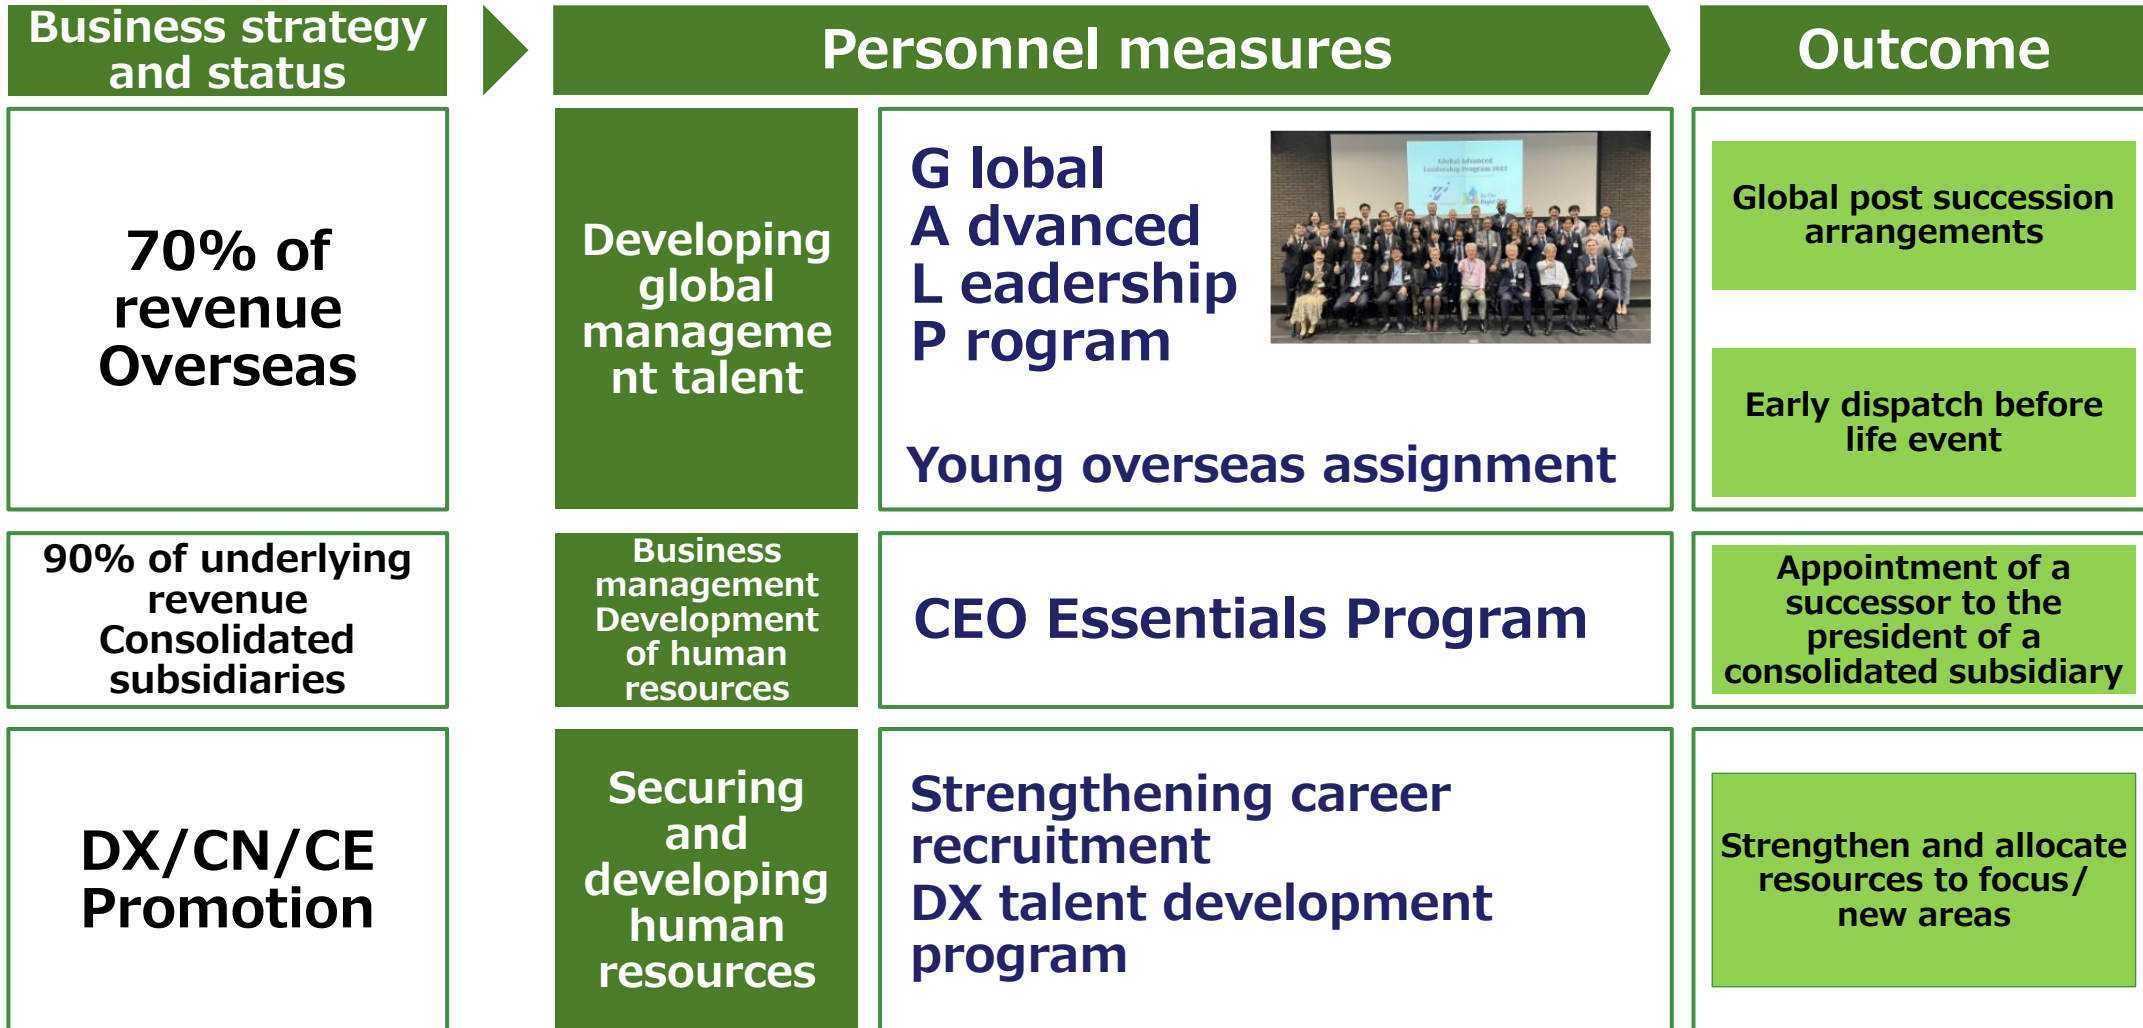 Business strategy
and status
Personnel measures
Outcome
70% of
revenue
Overseas
Developing
global
manageme
nt talent
G lobal
A dvanced
L eadership
P rogram
Global Advanced
Leadership Program
Young overseas assignment
Global post succession
arrangements
Early dispatch before
life event
90% of underlying
revenue
Consolidated
subsidiaries
Business
management
Development
of human
resources
CEO Essentials Program
Appointment of a
successor to the
president of a
consolidated subsidiary
DX/CN/CE
Promotion
Securing
and
developing
human
resources
Strengthening career
recruitment
DX talent development
program
Strengthen and allocate
resources to focus/
new areas